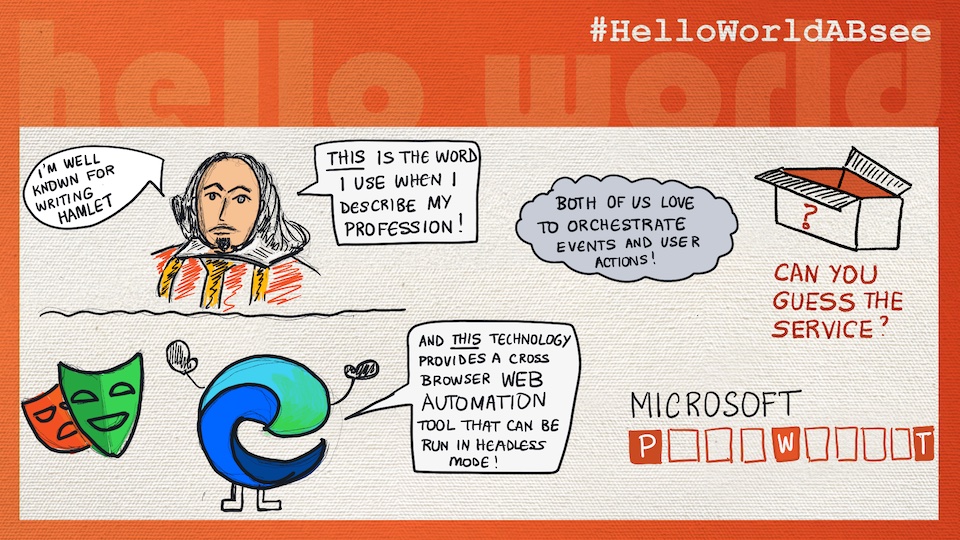 #HelloWorldABsee
hello world
I'M WELL
KNOWN FOR
WRITING
HAMLET
THIS IS THE WORD
I USE WHEN I
DESCRIBE MY
PROFESSION!
BOTH OF US LOVE
TO ORCHESTRATE
EVENTS AND USER
ACTIONS!
?
CAN YOU
GUESS THE
SERVICE?
AND THIS TECHNOLOGY
PROVIDES A CROSS
BROWSER WEB
AUTOMATION
TOOL THAT CAN BE
RUN IN HEADLESS
MODE!
MICROSOFT
P W T